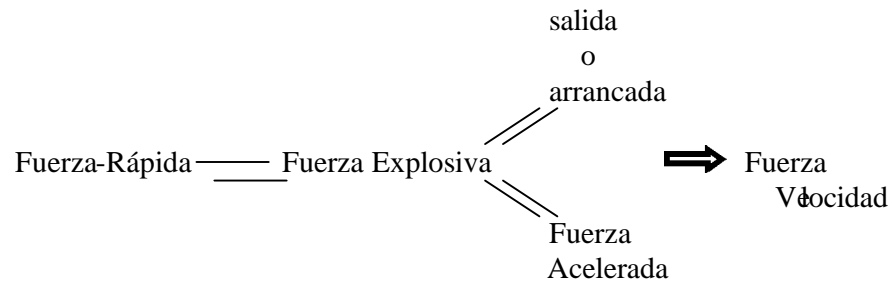 salida
o
arrancada
Fuerza-Rápida Fuerza Explosiva Fuerza
Velocidad
Fuerza
Acelerada